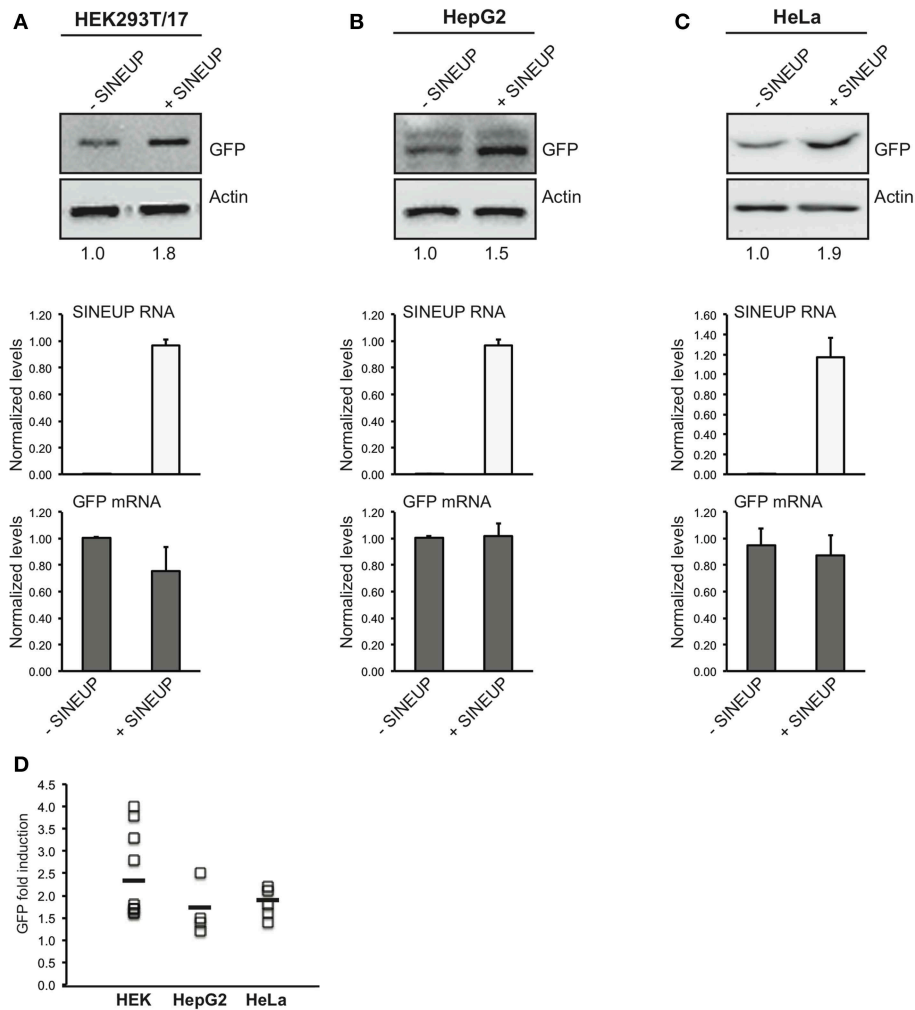 A
HEK293T/17
- SINEUP
+ SINEUP
GFP
Actin
1.0
1.8
SINEUP RNA
Normalized levels
1.20
1.00
0.80
0.60
0.40
0.20
0.00
GFP mRNA
Normalized levels
1.20
1.00
0.80
0.60
0.40
0.20
0.00
- SINEUP
+ SINEUP
B
HepG2
- SINEUP
+ SINEUP
GFP
Actin
1.0
1.5
SINEUP RNA
Normalized levels
1.20
1.00
0.80
0.60
0.40
0.20
0.00
GFP mRNA
Normalized levels
1.20
1.00
0.80
0.60
0.40
0.20
0.00
- SINEUP
+ SINEUP
C
HeLa
- SINEUP
+ SINEUP
GFP
Actin
1.0
1.9
SINEUP RNA
Normalized levels
1.60
1.40
1.20
1.00
0.80
0.60
0.40
0.20
0.00
GFP mRNA
Normalized levels
1.20
1.00
0.80
0.60
0.40
0.20
0.00
- SINEUP
+ SINEUP
D
GFP fold induction
4.5
4.0
3.5
3.0
2.5
2.0
1.5
1.0
0.5
0.0
HEK
HepG2
HeLa